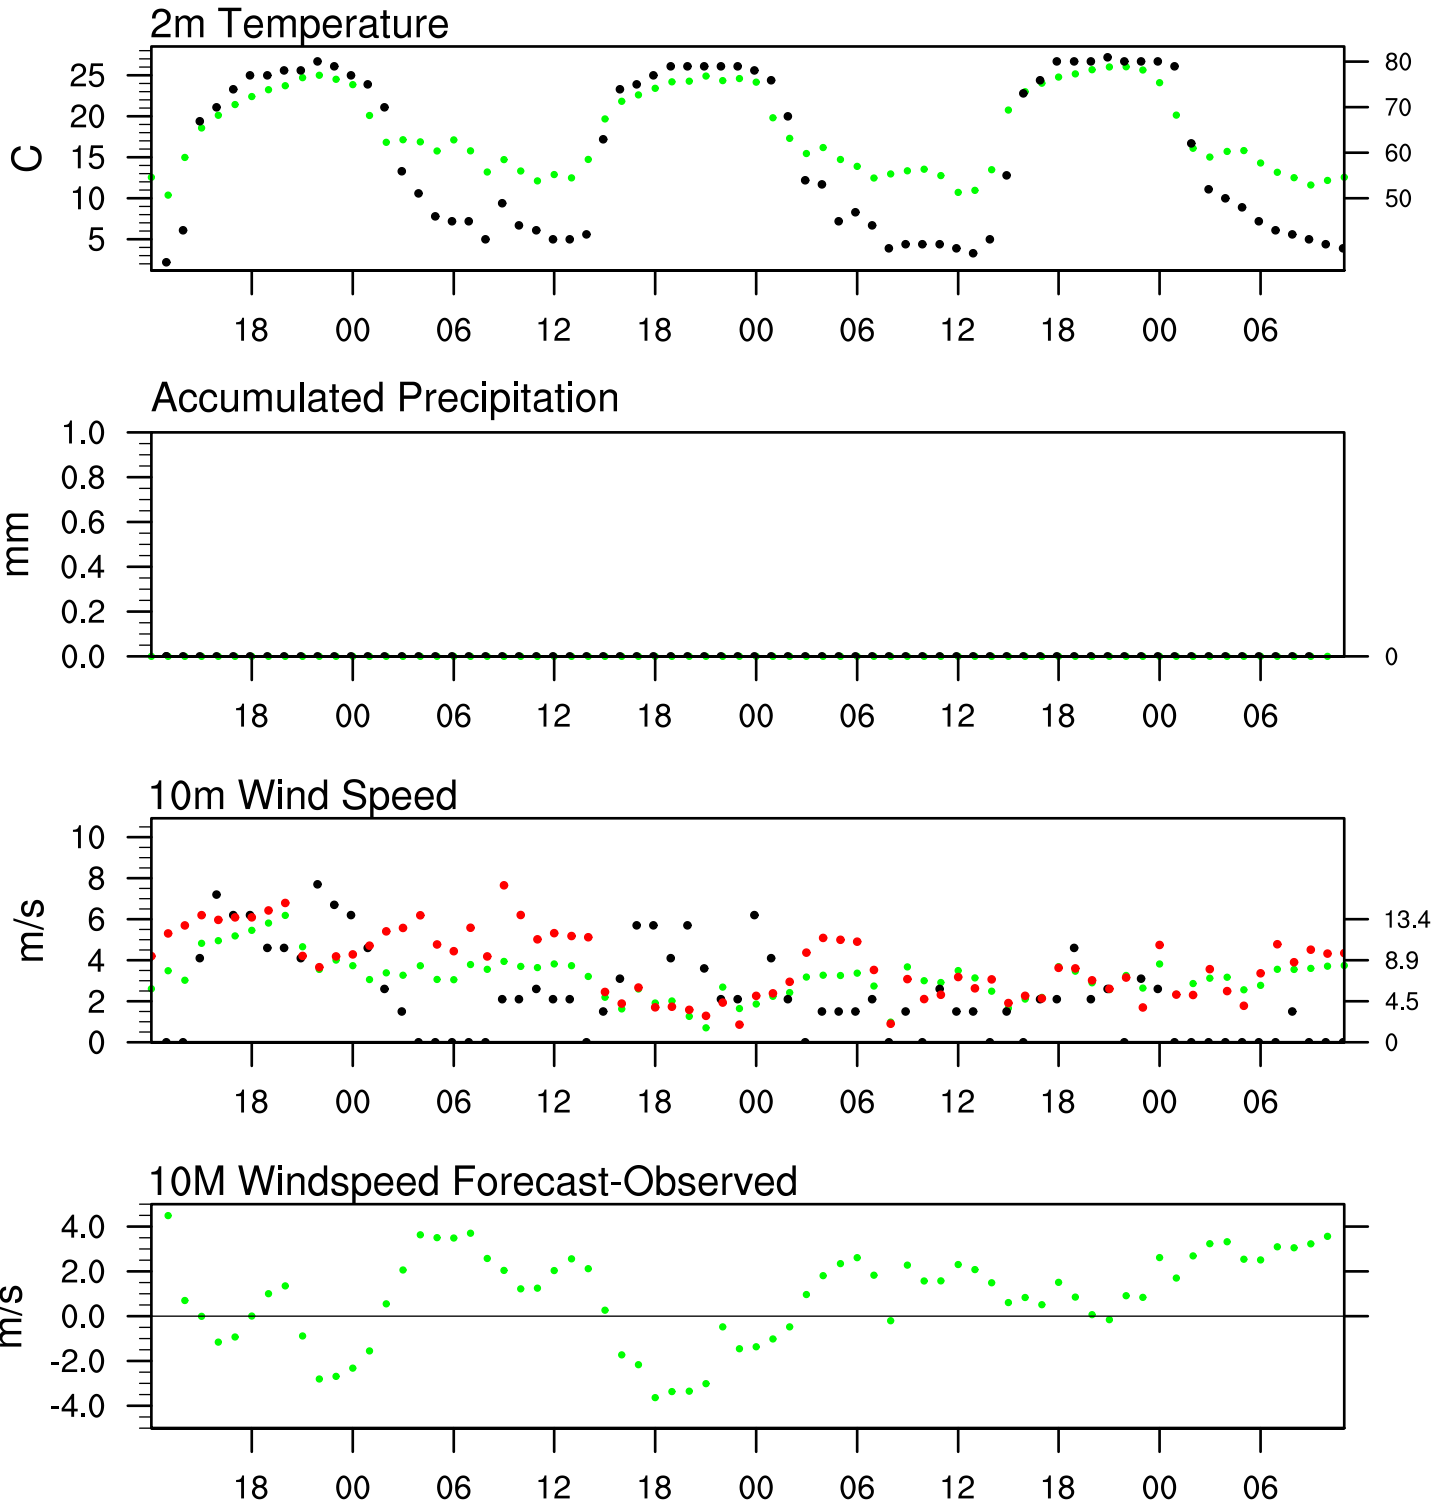 2m Temperature
25 80
20 70
15 60
10 50
5
C
18 00 06 12 18 00 06 12 18 00 06
Accumulated Precipitation
1.0
0.8
0.6
0.4
0.2
0.0 0
mm
18 00 06 12 18 00 06 12 18 00 06
10m Wind Speed
10
8
6 13.4
4 8.9
2 4.5
0 0
m/s
18 00 06 12 18 00 06 12 18 00 06
10M Windspeed Forecast-Observed
4.0
2.0
0.0
-2.0
-4.0
m/s
18 00 06 12 18 00 06 12 18 00 06